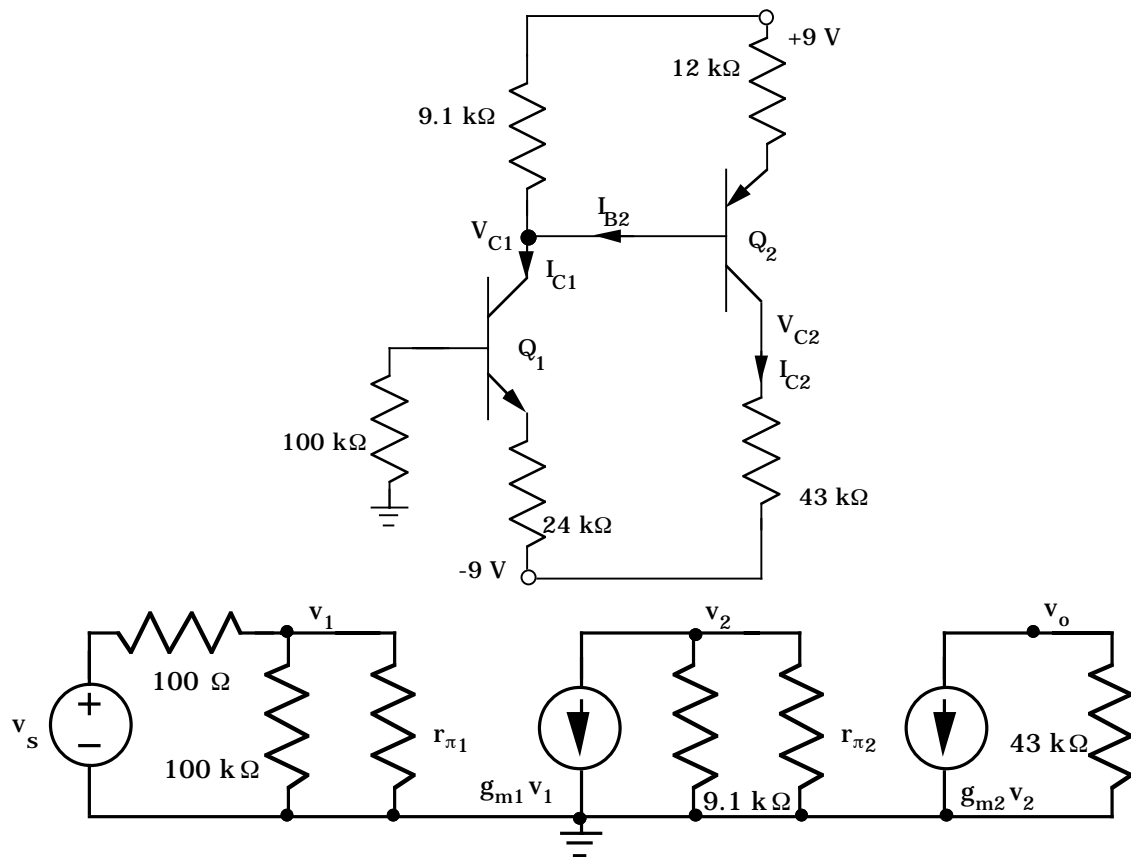 +9 V
12 kΩ
9.1 kΩ
I_B2
V_C1
Q_2
I_C1
V_C2
Q_1
I_C2
100 kΩ
43 kΩ
24 kΩ
-9 V
v_1
v_2
v_o
100 Ω
+
−
v_s
r_π1
r_π2
43 kΩ
100 kΩ
g_m1 v_1
9.1 kΩ
g_m2 v_2